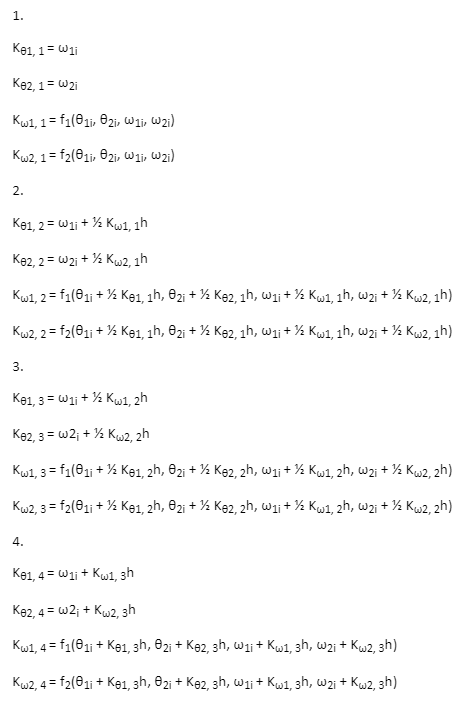 1.
Kθ1, 1 = ω1i
Kθ2, 1 = ω2i
Kω1, 1 = f1(θ1i, θ2i, ω1i, ω2i)
Kω2, 1 = f2(θ1i, θ2i, ω1i, ω2i)
2.
Kθ1, 2 = ω1i + ½ Kω1, 1h
Kθ2, 2 = ω2i + ½ Kω2, 1h
Kω1, 2 = f1(θ1i + ½ Kθ1, 1h, θ2i + ½ Kθ2, 1h, ω1i + ½ Kω1, 1h, ω2i + ½ Kω2, 1h)
Kω2, 2 = f2(θ1i + ½ Kθ1, 1h, θ2i + ½ Kθ2, 1h, ω1i + ½ Kω1, 1h, ω2i + ½ Kω2, 1h)
3.
Kθ1, 3 = ω1i + ½ Kω1, 2h
Kθ2, 3 = ω2i + ½ Kω2, 2h
Kω1, 3 = f1(θ1i + ½ Kθ1, 2h, θ2i + ½ Kθ2, 2h, ω1i + ½ Kω1, 2h, ω2i + ½ Kω2, 2h)
Kω2, 3 = f2(θ1i + ½ Kθ1, 2h, θ2i + ½ Kθ2, 2h, ω1i + ½ Kω1, 2h, ω2i + ½ Kω2, 2h)
4.
Kθ1, 4 = ω1i + Kω1, 3h
Kθ2, 4 = ω2i + Kω2, 3h
Kω1, 4 = f1(θ1i + Kθ1, 3h, θ2i + Kθ2, 3h, ω1i + Kω1, 3h, ω2i + Kω2, 3h)
Kω2, 4 = f2(θ1i + Kθ1, 3h, θ2i + Kθ2, 3h, ω1i + Kω1, 3h, ω2i + Kω2, 3h)